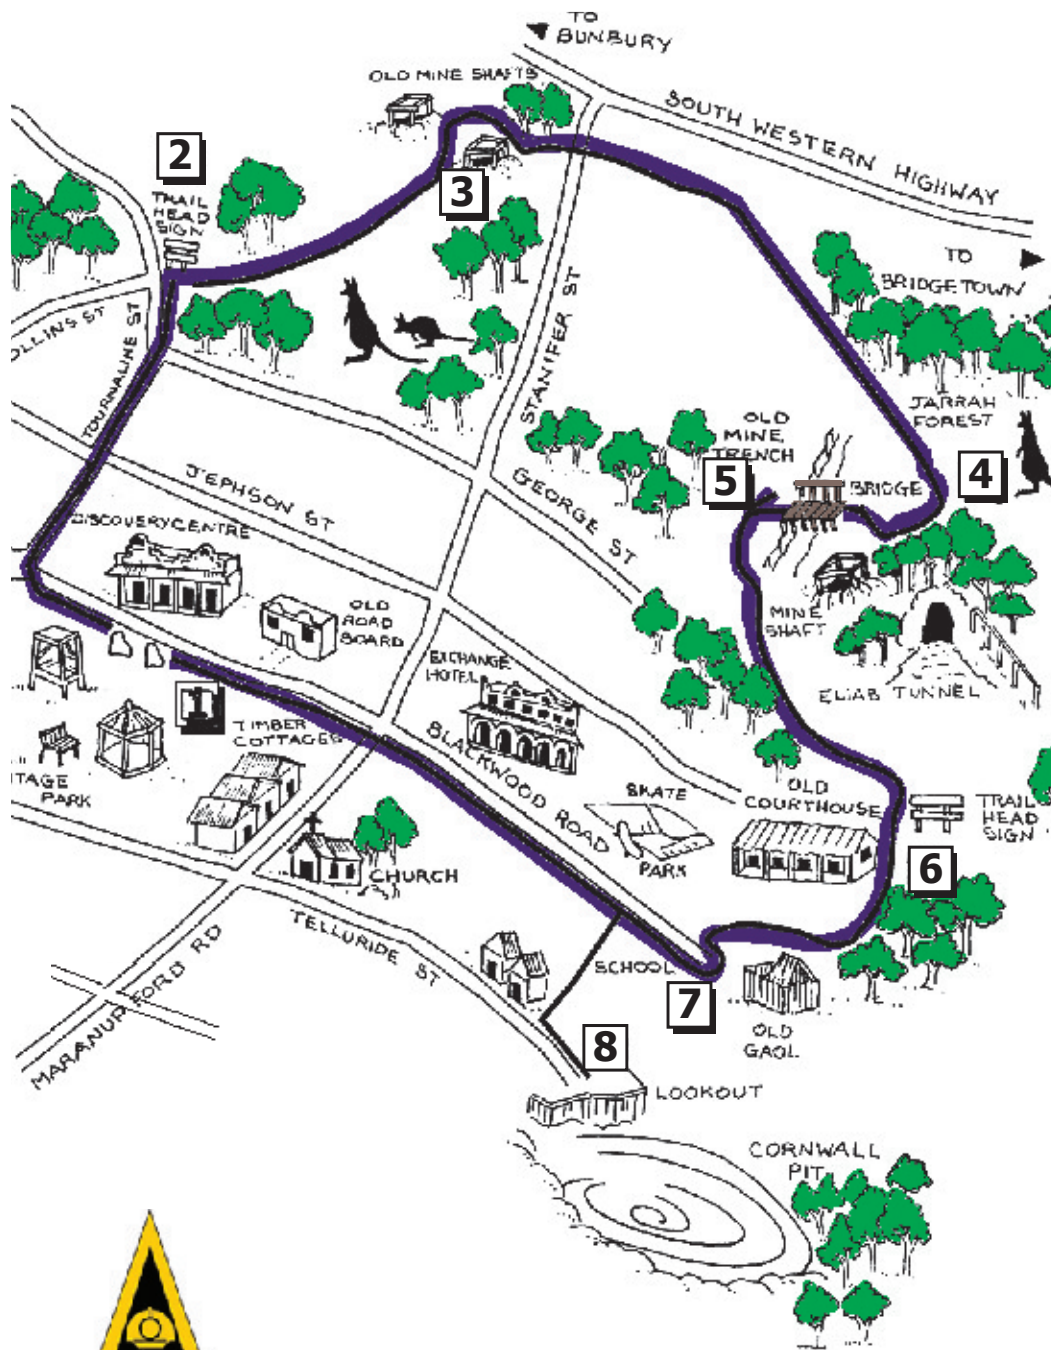 TO
BUNBURY
OLD MINE SHAFTS
SOUTH WESTERN HIGHWAY
2
TRAIL
HEAD
SIGN
3
TO
BRIDGETOWN
OLLINS ST
TOURNALINE ST
STANIFER ST
JARRAH
FOREST
OLD
MINE
TRENCH
4
5
BRIDGE
JEPHSON ST
GEORGE ST
DISCOVERY CENTRE
OLD
ROAD
BOARD
MINE
SHAFT
ELIAB TUNNEL
EXCHANGE
HOTEL
1
TIMBER
COTTAGES
BLACKWOOD ROAD
ITAGE
PARK
SKATE
PARK
OLD
COURTHOUSE
TRAIL
HEAD
SIGN
6
CHURCH
TELLURIDE ST
MARANUP FORD RD
SCHOOL
7
OLD
GAOL
8
LOOKOUT
CORNWALL
PIT